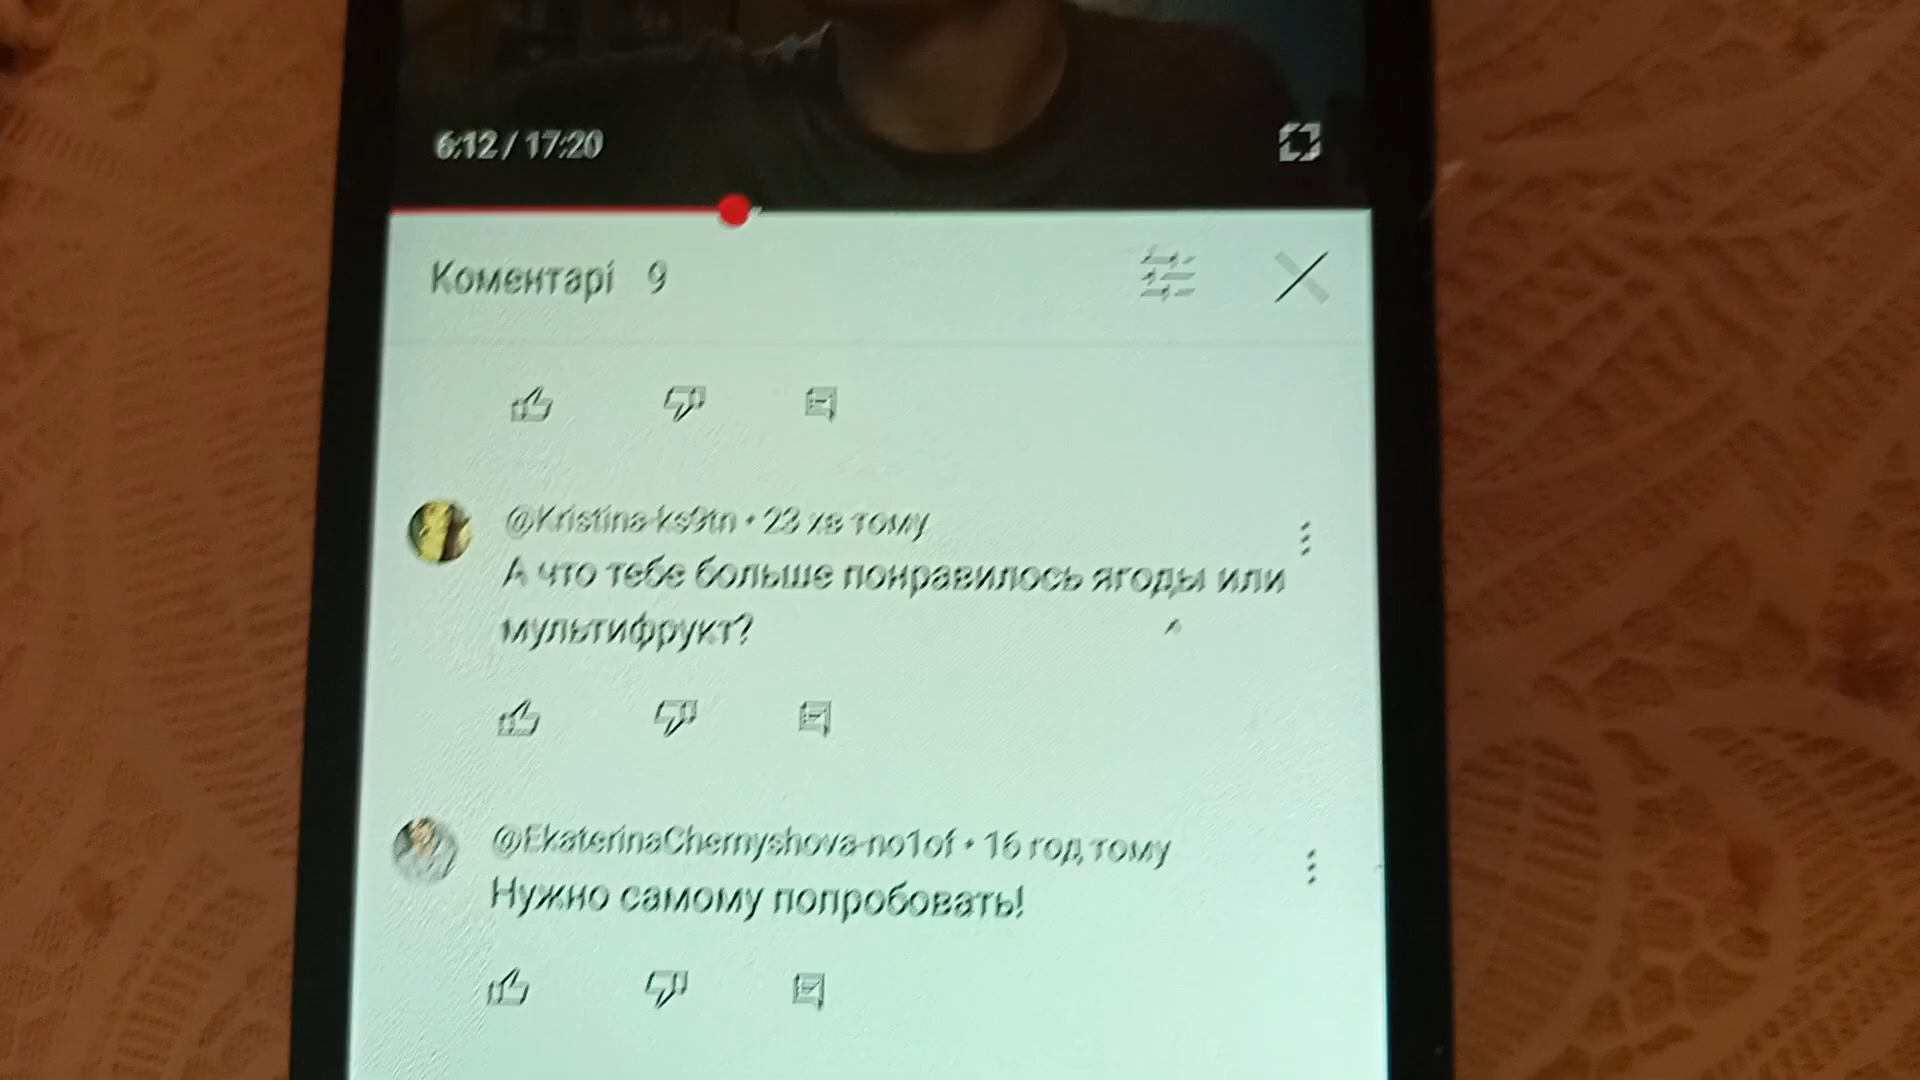 6:12 / 17:20
Коментарі 9
@Kristina-ks9tn • 23 хв тому
А что тебе больше понравилось ягоды или
мультифрукт?
@EkaterinaChernyshova-no1of • 16 год тому
Нужно самому попробовать!